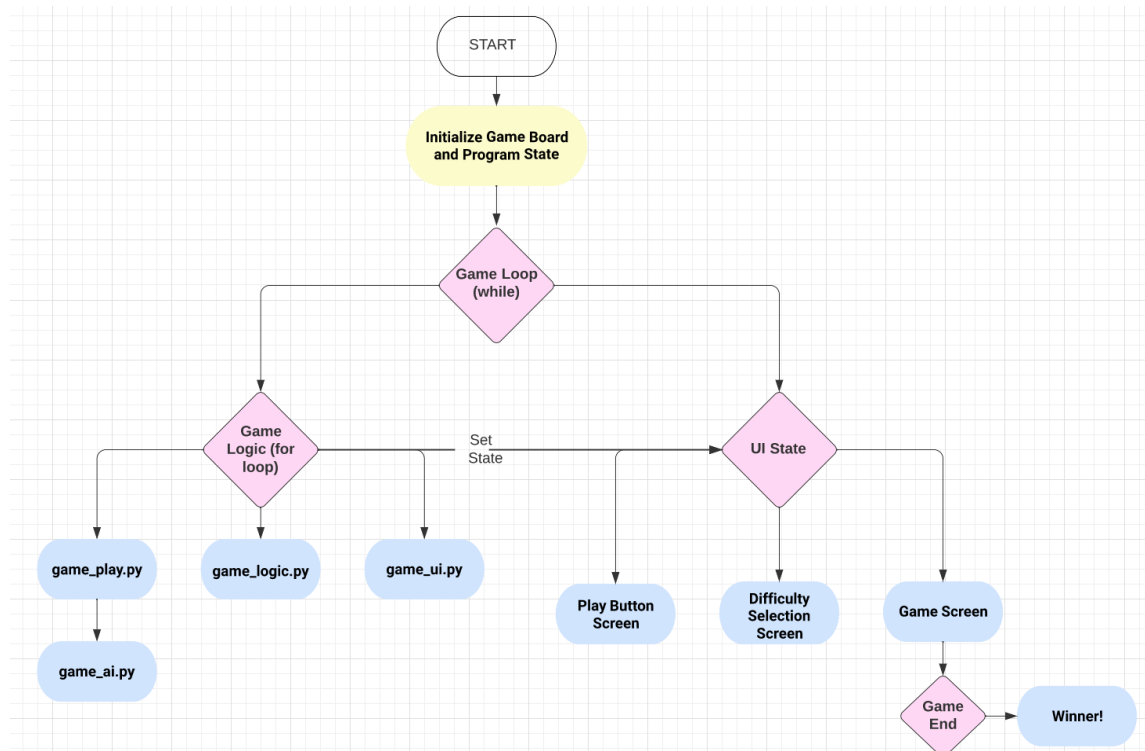 START
Initialize Game Board
and Program State
Game Loop
(while)
Game
Logic (for
loop)
Set
State
UI State
game_play.py
game_logic.py
game_ui.py
Play Button
Screen
Difficulty
Selection
Screen
Game Screen
game_ai.py
Game
End
Winner!